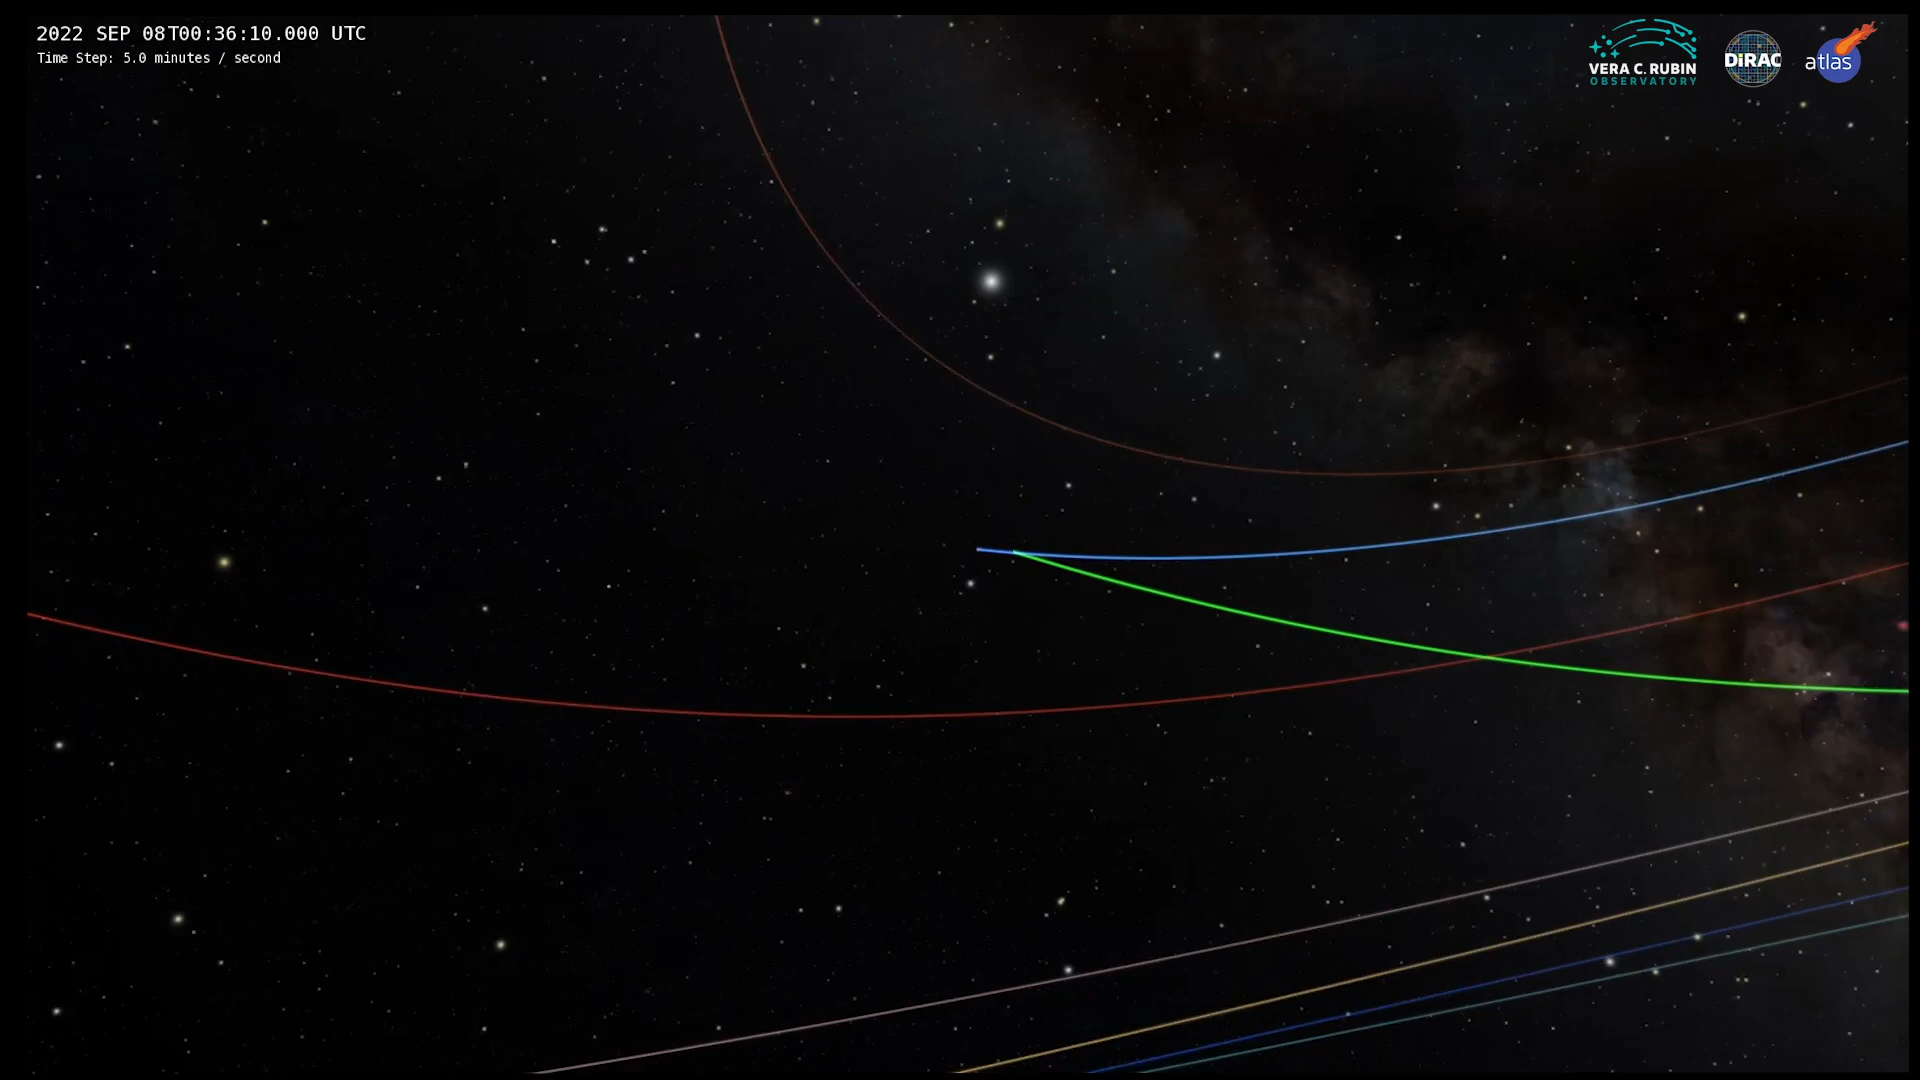 2022 SEP 08T00:36:10.000 UTC
Time Step: 5.0 minutes / second
VERA C. RUBIN
OBSERVATORY
DiRAC
atlas